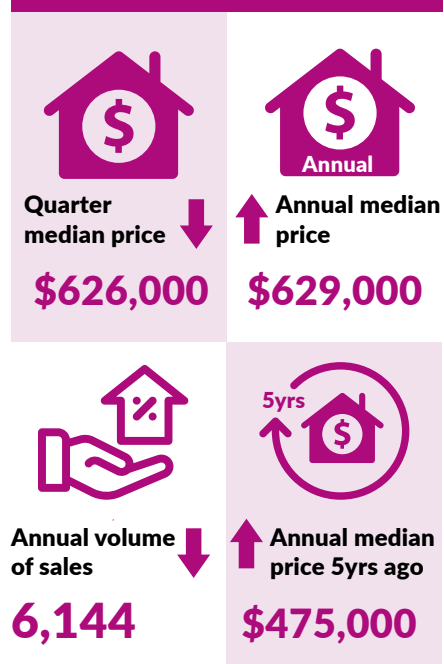 $
$
Annual
Quarter
median price
$626,000
Annual median
price
$629,000
%
5yrs
$
Annual volume
of sales
6,144
Annual median
price 5yrs ago
$475,000